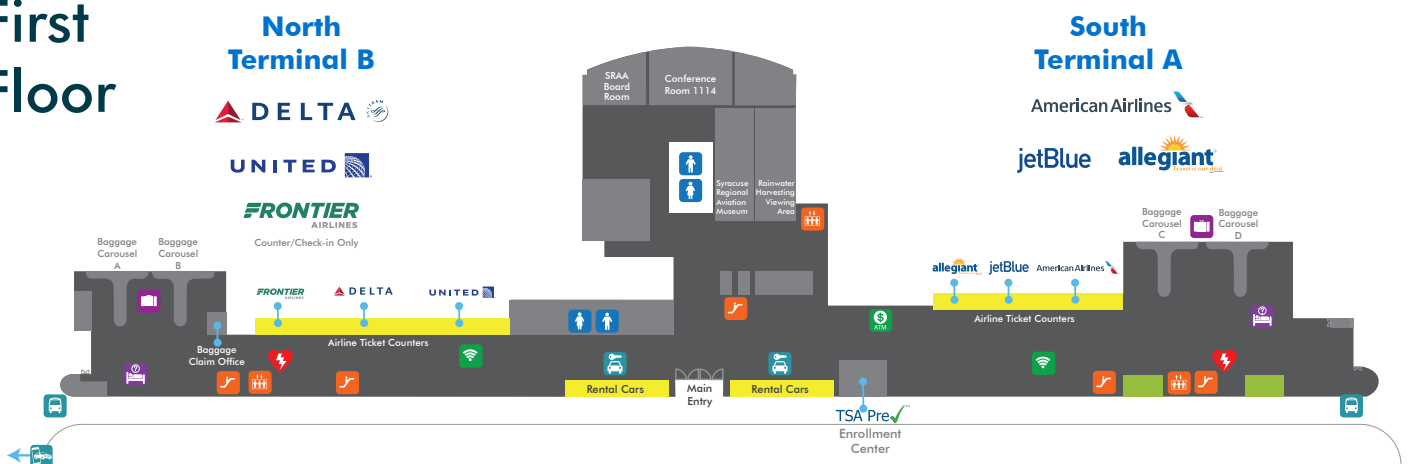 First
Floor
North
Terminal B
DELTA
UNITED
FRONTIER
AIRLINES
Counter/Check-in Only
South
Terminal A
American Airlines
jetBlue
allegiant
Travel is our deal.
SRAA
Board
Room
Conference
Room 1114
Syracuse
Regional
Aviation
Museum
Rainwater
Harvesting
Viewing
Area
Baggage
Carousel
A
Baggage
Carousel
B
Baggage
Carousel
C
Baggage
Carousel
D
FRONTIER
AIRLINES
DELTA
UNITED
allegiant
jetBlue
American Airlines
Airline Ticket Counters
Airline Ticket Counters
Baggage
Claim Office
$
ATM
?
?
Rental Cars
Main
Entry
Rental Cars
TSA Pre✓
Enrollment
Center